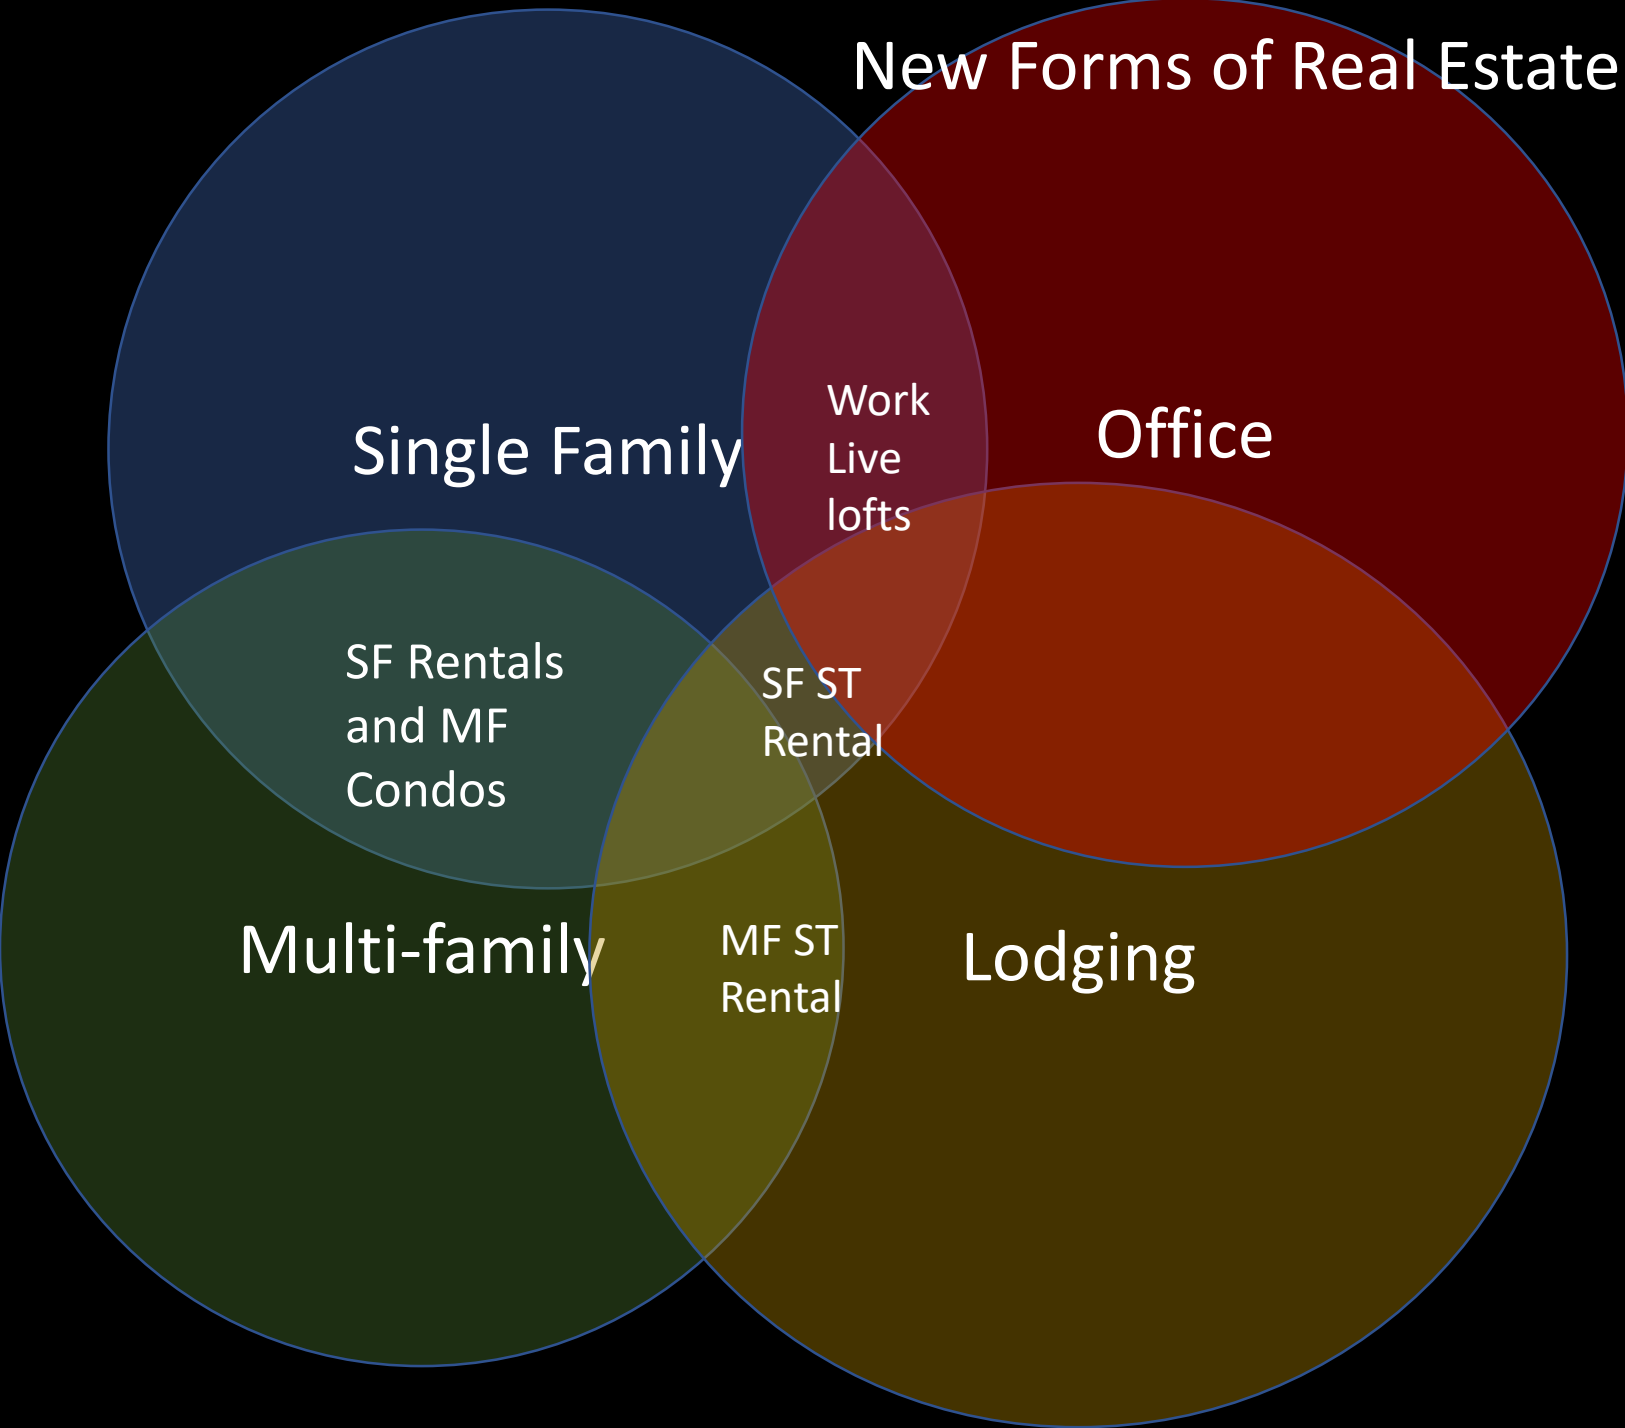 New Forms of Real Estate
Work
Live
lofts
Single Family
Office
SF Rentals
and MF
Condos
SF ST
Rental
Multi-family
MF ST
Rental
Lodging